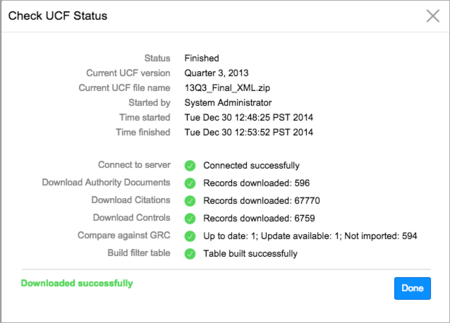 Check UCF Status
Status Finished
Current UCF version Quarter 3, 2013
Current UCF file name 13Q3_Final_XML.zip
Started by System Administrator
Time started Tue Dec 30 12:48:25 PST 2014
Time finished Tue Dec 30 12:53:52 PST 2014
Connect to server Connected successfully
Download Authority Documents Records downloaded: 596
Download Citations Records downloaded: 67770
Download Controls Records downloaded: 6759
Compare against GRC Up to date: 1; Update available: 1; Not imported: 594
Build filter table Table built successfully
Downloaded successfully Done